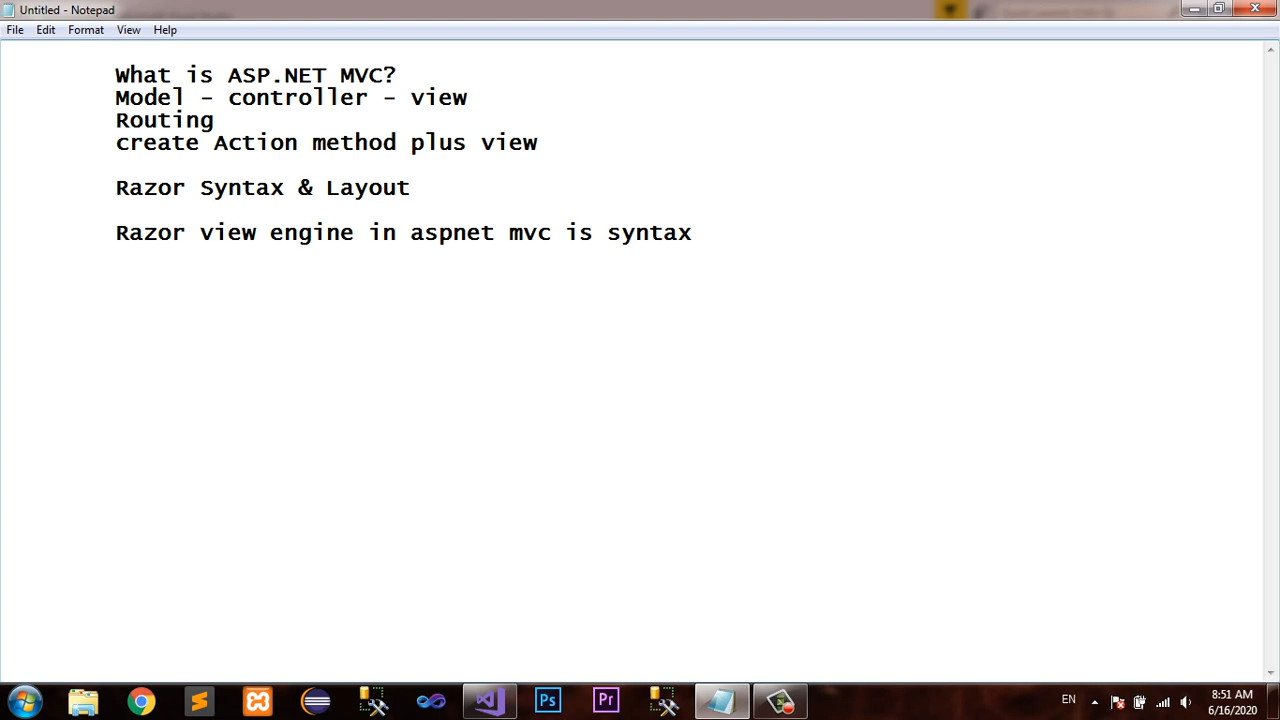 Untitled - Notepad
File Edit Format View Help
What is ASP.NET MVC?
Model - controller - view
Routing
create Action method plus view
Razor Syntax & Layout
Razor view engine in aspnet mvc is syntax
Ps
Pr
EN
8:51 AM
6/16/2020